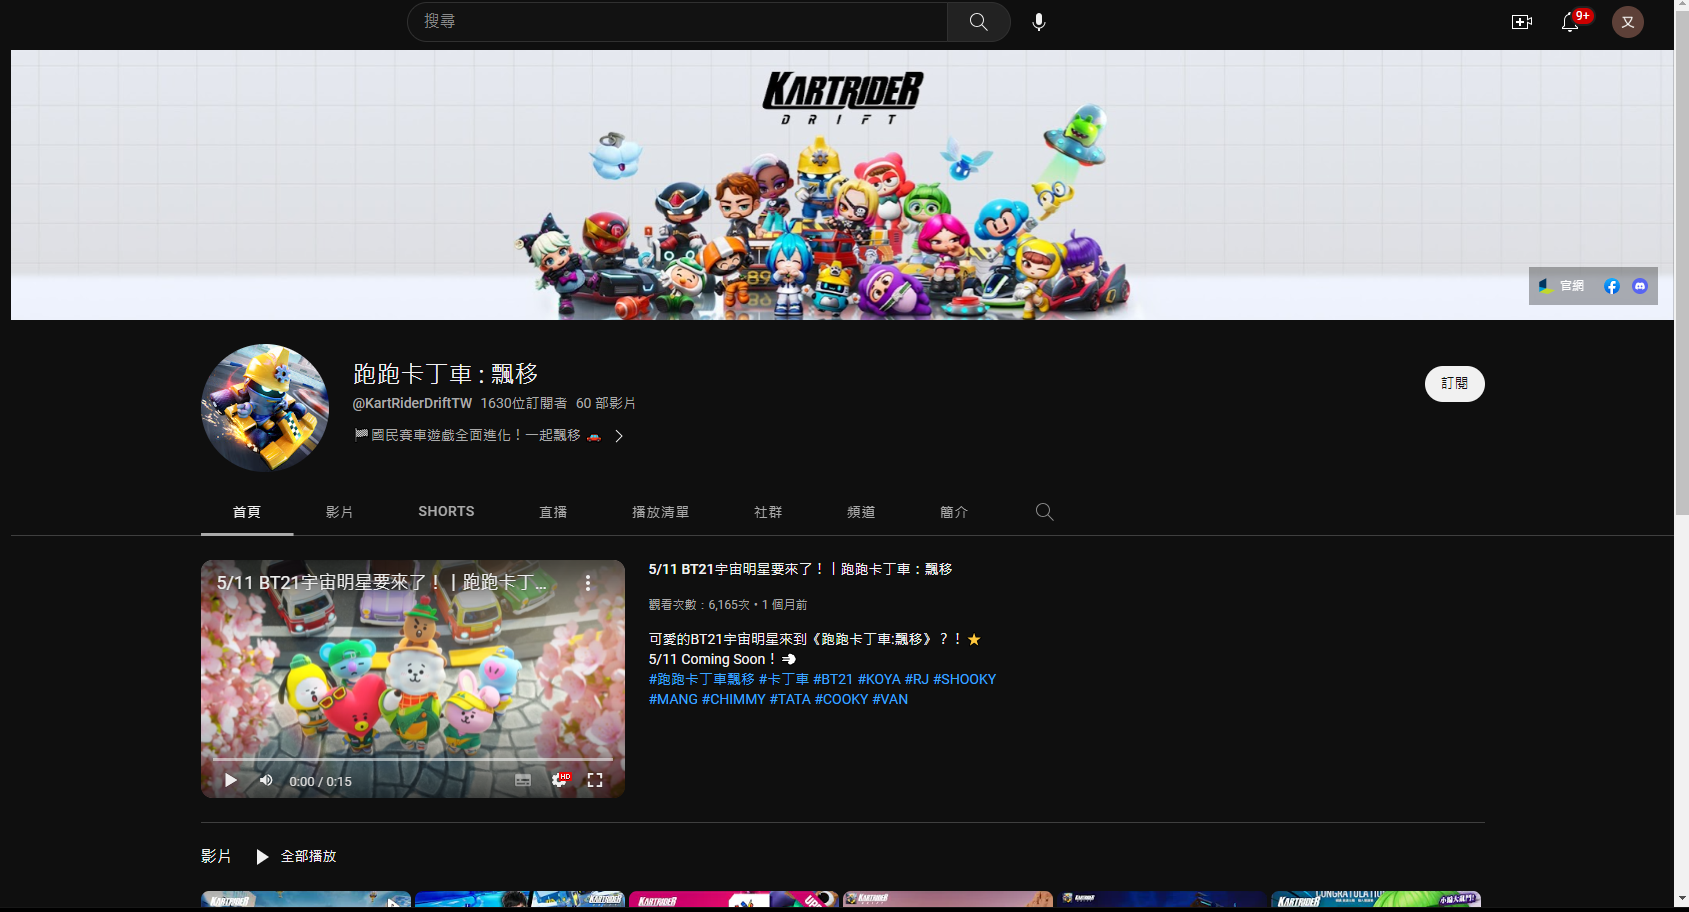 搜尋
9+
又
KARTRIDER
DRIFT
官網
跑跑卡丁車 : 飄移
@KartRiderDriftTW 1630位訂閱者 60 部影片
國民賽車遊戲全面進化！一起飄移
訂閱
首頁 影片 SHORTS 直播 播放清單 社群 頻道 簡介
5/11 BT21宇宙明星要來了！｜跑跑卡丁...
0:00 / 0:15
HD
5/11 BT21宇宙明星要來了！｜跑跑卡丁車：飄移
觀看次數：6,165次・1 個月前
可愛的BT21宇宙明星來到《跑跑卡丁車:飄移》？！
5/11 Coming Soon！
#跑跑卡丁車飄移 #卡丁車 #BT21 #KOYA #RJ #SHOOKY
#MANG #CHIMMY #TATA #COOKY #VAN
影片
全部播放
KARTRIDER
KARTRIDER
KARTRIDER
KARTRIDER
CONGRATULATI